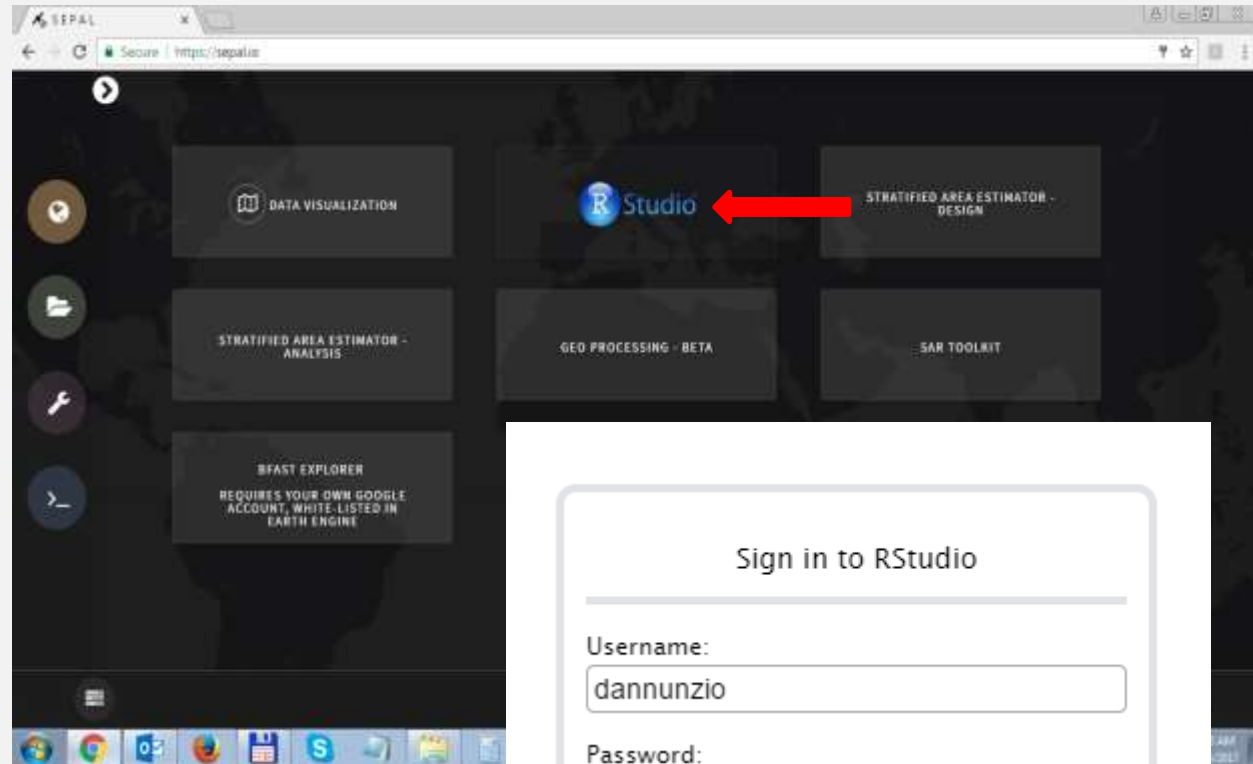 SEPAL
Secure | https://sepal.io
DATA VISUALIZATION
R Studio
STRATIFIED AREA ESTIMATOR -
DESIGN
STRATIFIED AREA ESTIMATOR -
ANALYSIS
GEO PROCESSING - BETA
SAR TOOLKIT
BFAST EXPLORER
REQUIRES YOUR OWN GOOGLE
ACCOUNT, WHITE-LISTED IN
EARTH ENGINE
Sign in to RStudio
Username:
dannunzio
Password: